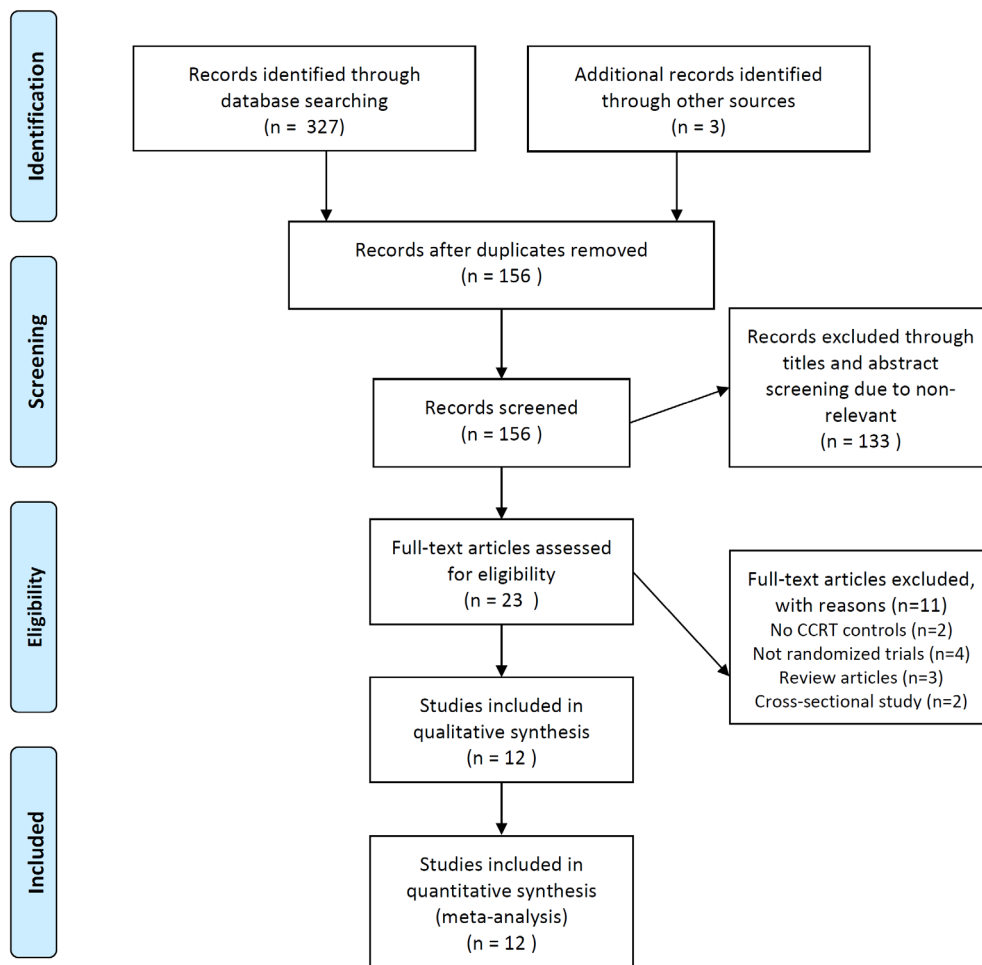 Identification
Records identified through
database searching
(n = 327)
Additional records identified
through other sources
(n = 3)
Screening
Records after duplicates removed
(n = 156 )
Records screened
(n = 156 )
Records excluded through
titles and abstract
screening due to non-
relevant
(n = 133 )
Eligibility
Full-text articles assessed
for eligibility
(n = 23 )
Full-text articles excluded,
with reasons (n=11)
No CCRT controls (n=2)
Not randomized trials (n=4)
Review articles (n=3)
Cross-sectional study (n=2)
Studies included in
qualitative synthesis
(n = 12 )
Included
Studies included in
quantitative synthesis
(meta-analysis)
(n = 12 )